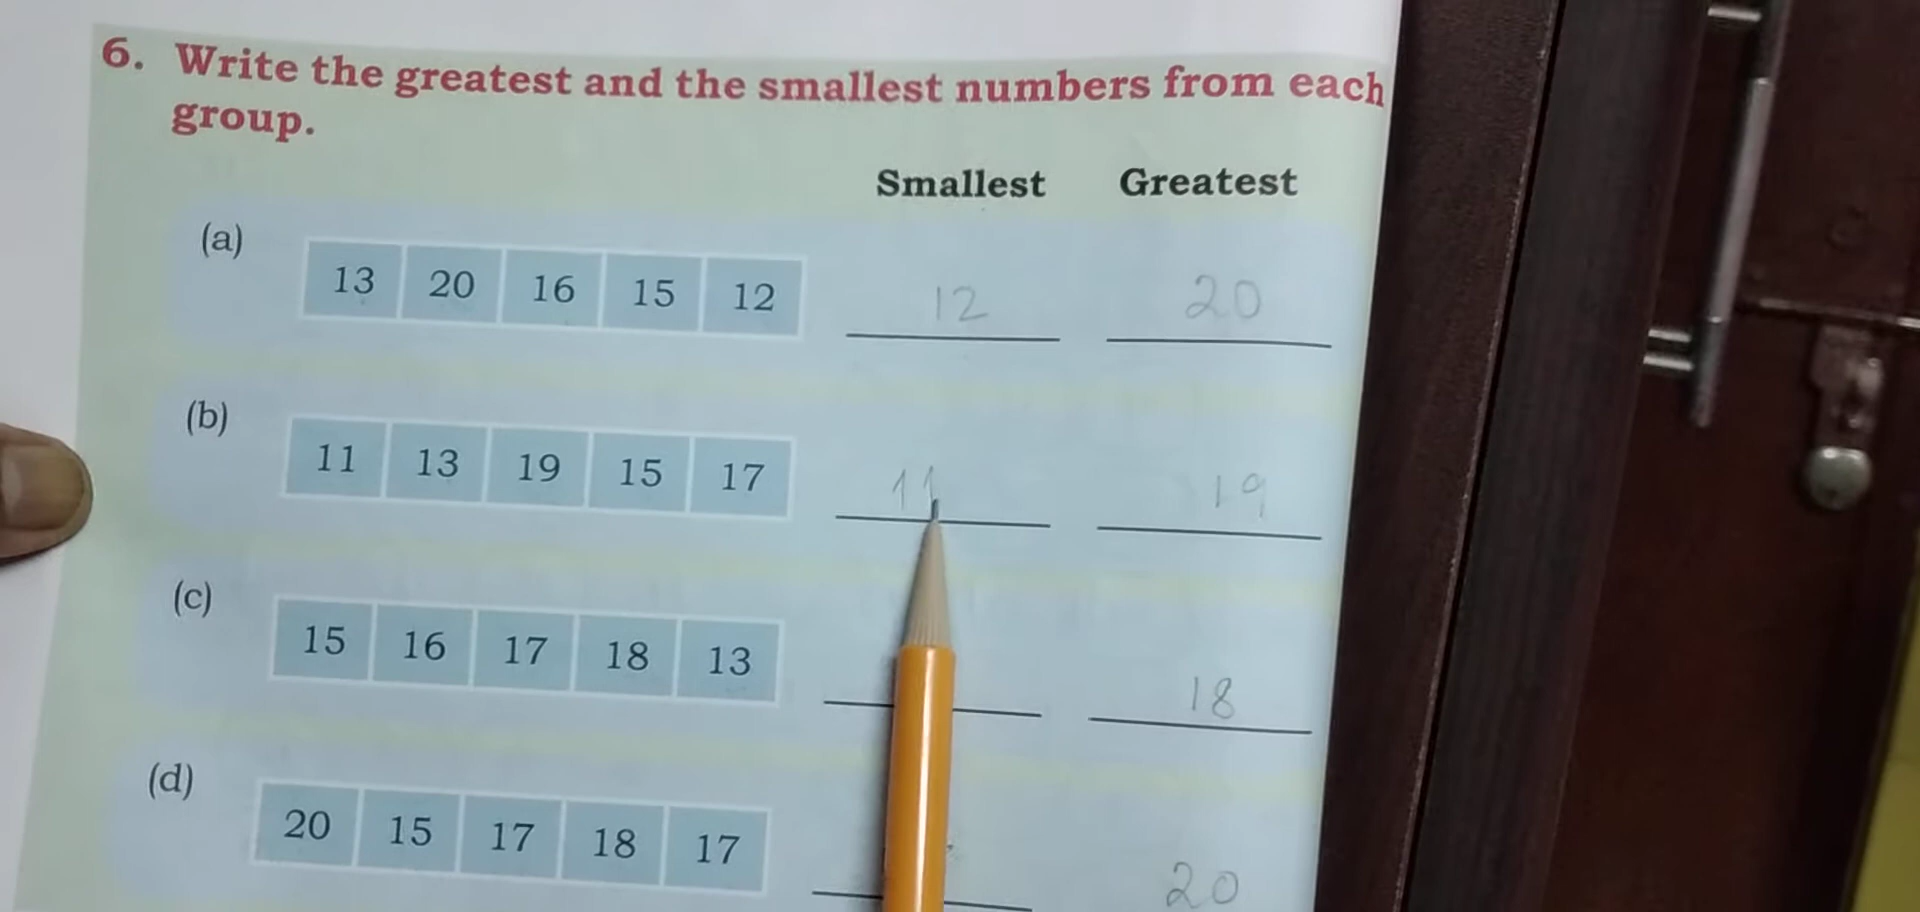 6. Write the greatest and the smallest numbers from each
group.
Smallest Greatest
(a) 13 20 16 15 12 12 20
(b) 11 13 19 15 17 11 19
(c) 15 16 17 18 13 18
(d) 20 15 17 18 17 20